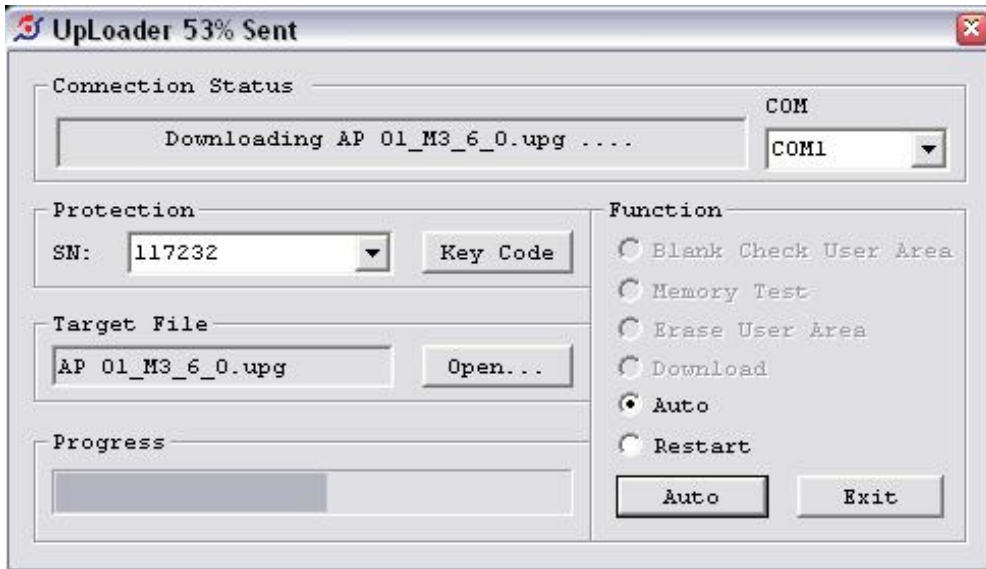 UpLoader 53% Sent
Connection Status
Downloading AP 01_M3_6_0.upg ....
COM
COM1
Protection
SN: 117232 Key Code
Target File
AP 01_M3_6_0.upg Open...
Progress
Function
Blank Check User Area
Memory Test
Erase User Area
Download
Auto
Restart
Auto Exit